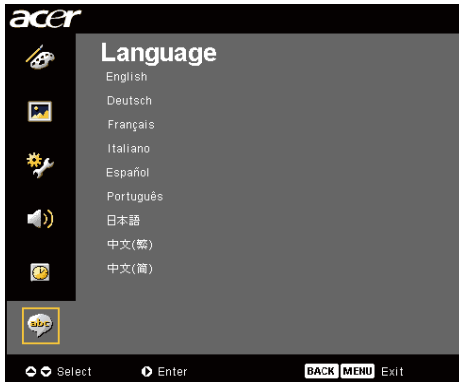 acer
Language
English
Deutsch
Français
Italiano
Español
Português
日本語
中文(繁)
中文(简)
abc
Select Enter BACK MENU Exit